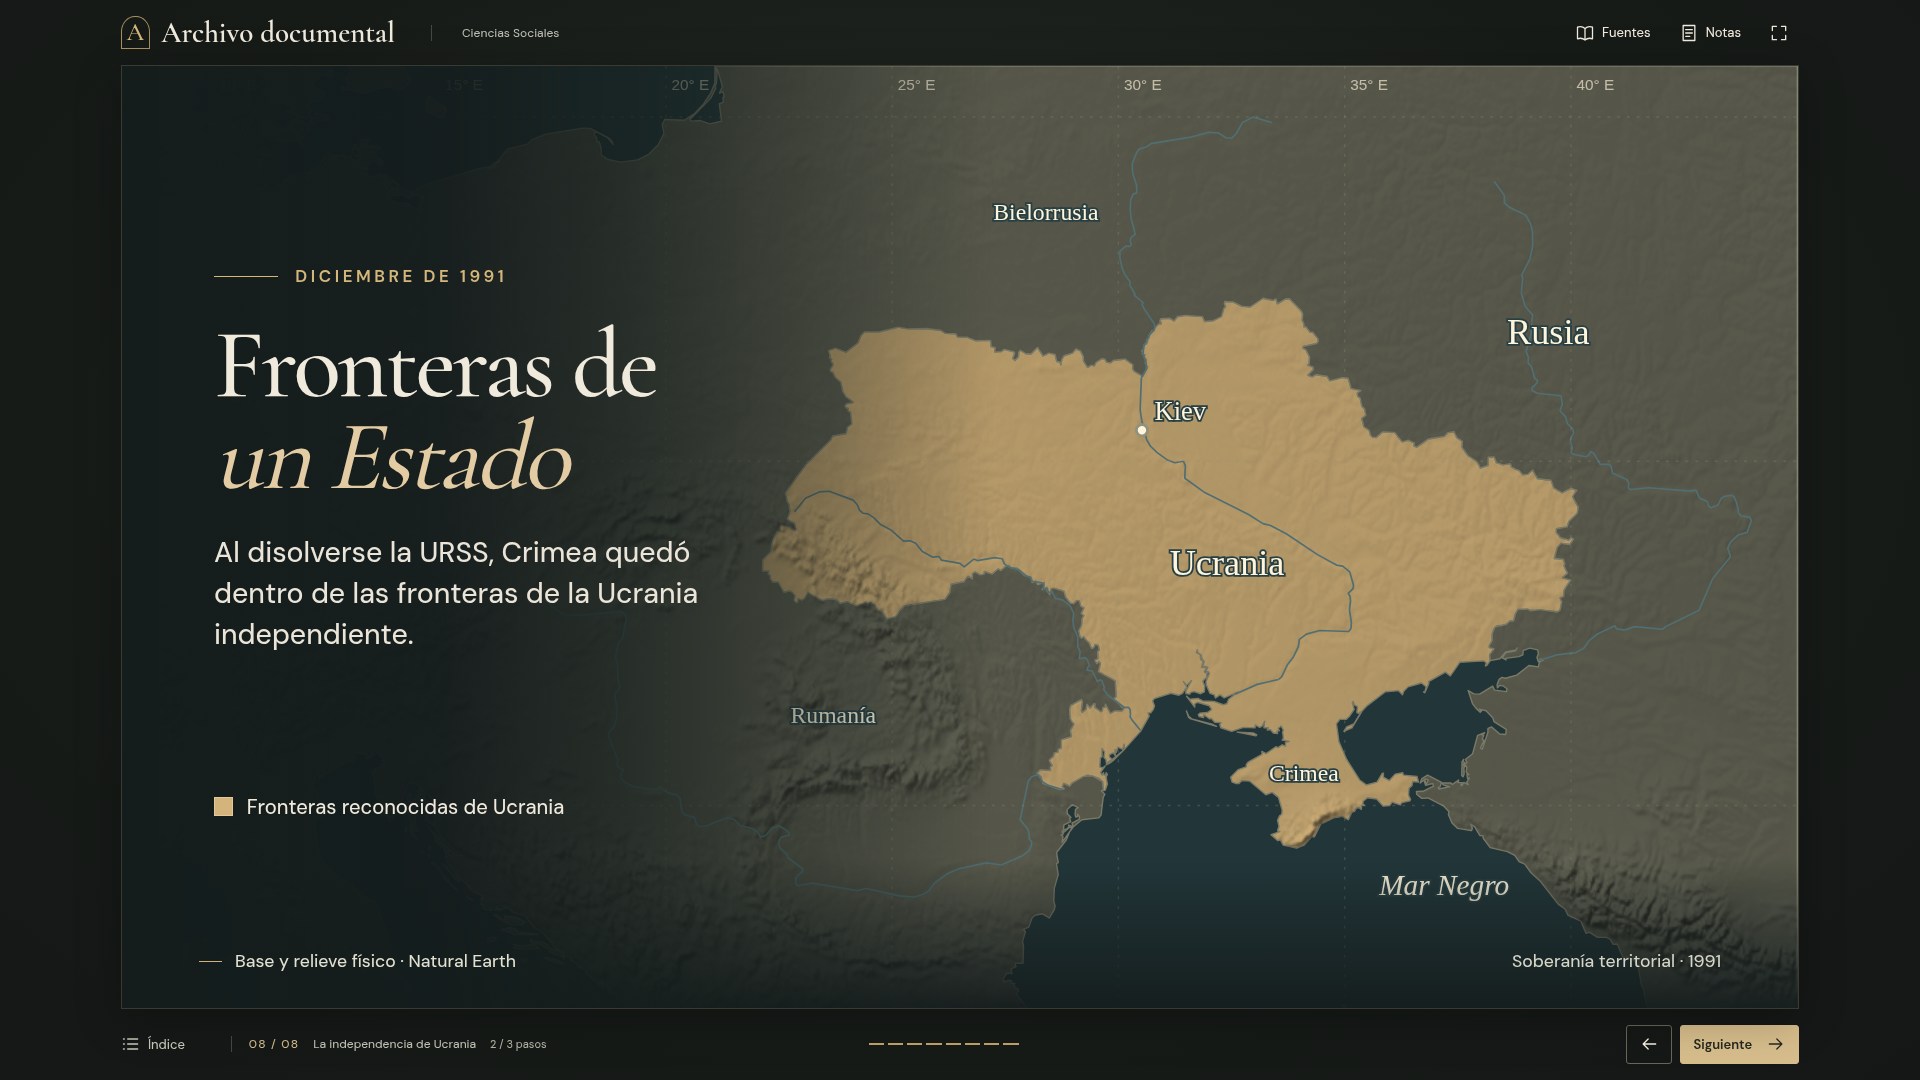 A Archivo documental
Ciencias Sociales
Fuentes
Notas
15° E
20° E
25° E
30° E
35° E
40° E
DICIEMBRE DE 1991
Fronteras de
un Estado
Al disolverse la URSS, Crimea quedó
dentro de las fronteras de la Ucrania
independiente.
Fronteras reconocidas de Ucrania
Bielorrusia
Rusia
Kiev
Ucrania
Rumanía
Crimea
Mar Negro
Base y relieve físico · Natural Earth
Soberanía territorial · 1991
Índice
08 / 08
La independencia de Ucrania
2 / 3 pasos
Siguiente